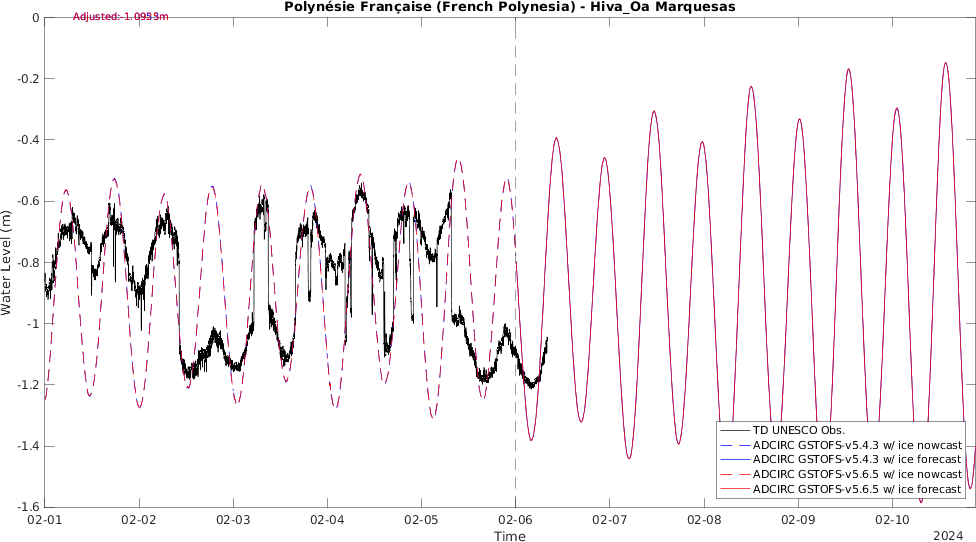 Polynésie Française (French Polynesia) - Hiva_Oa Marquesas
Adjusted:
0
-0.2
-0.4
-0.6
-0.8
-1
-1.2
-1.4
-1.6
Water Level (m)
02-01 02-02 02-03 02-04 02-05 02-06 02-07 02-08 02-09 02-10
Time
2024
TD UNESCO Obs.
ADCIRC GSTOFS-v5.4.3 w/ ice nowcast
ADCIRC GSTOFS-v5.4.3 w/ ice forecast
ADCIRC GSTOFS-v5.6.5 w/ ice nowcast
ADCIRC GSTOFS-v5.6.5 w/ ice forecast